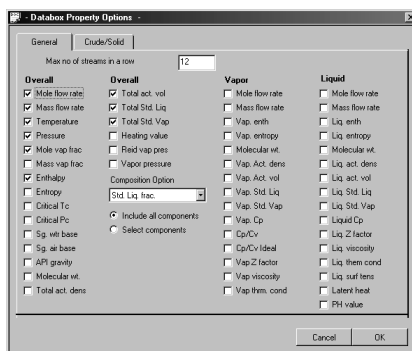 - Databox Property Options -
General
Crude/Solid
Max no of streams in a row
12
Overall
Mole flow rate
Mass flow rate
Temperature
Pressure
Mole vap frac
Mass vap frac
Enthalpy
Entropy
Critical Tc
Critical Pc
Sg. wtr base
Sg. air base
API gravity
Molecular wt.
Total act. dens
Overall
Total act. vol
Total Std. Liq
Total Std. Vap
Heating value
Reid vap pres
Vapor pressure
Composition Option
Std. Liq. frac.
Include all components
Select components
Vapor
Mole flow rate
Mass flow rate
Vap. enth
Vap. entropy
Molecular wt.
Vap. Act. dens
Vap. Act. vol
Vap. Std. Liq
Vap. Std. Vap
Vap. Cp
Cp/Cv
Cp/Cv Ideal
Vap.Z factor
Vap viscosity
Vap thrm. cond
Liquid
Mole flow rate
Mass flow rate
Liq. enth
Liq. entropy
Molecular wt.
Liq. act. dens
Liq. act. vol
Liq. Std. Liq
Liq. Std. Vap
Liquid Cp
Liq. Z factor
Liq. viscosity
Liq. them cond
Liq. surf tens
Latent heat
PH value
Cancel
OK